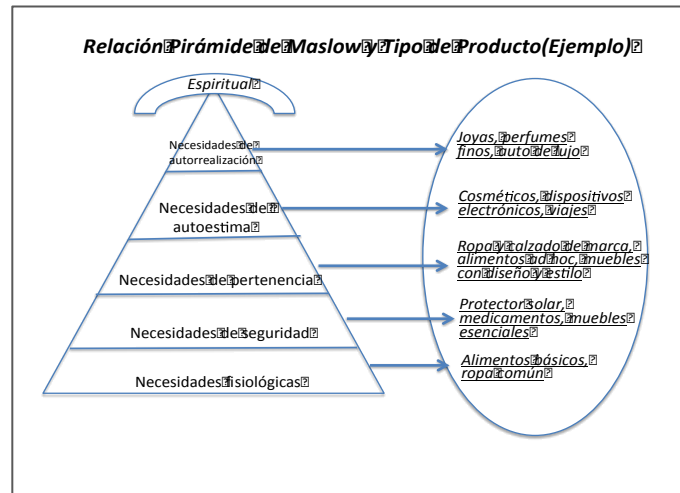 Relación Pirámide de Maslow y Tipo de Producto(Ejemplo)
Espiritual
Necesidades de
autorrealización
Joyas, perfumes
finos, auto de lujo
Necesidades de
autoestima
Cosméticos, dispositivos
electrónicos, viajes
Necesidades de pertenencia
Ropa y calzado de marca,
alimentos ad hoc, muebles
con diseño y estilo
Necesidades de seguridad
Protector solar,
medicamentos, muebles
esenciales
Necesidades fisiológicas
Alimentos básicos,
ropa común